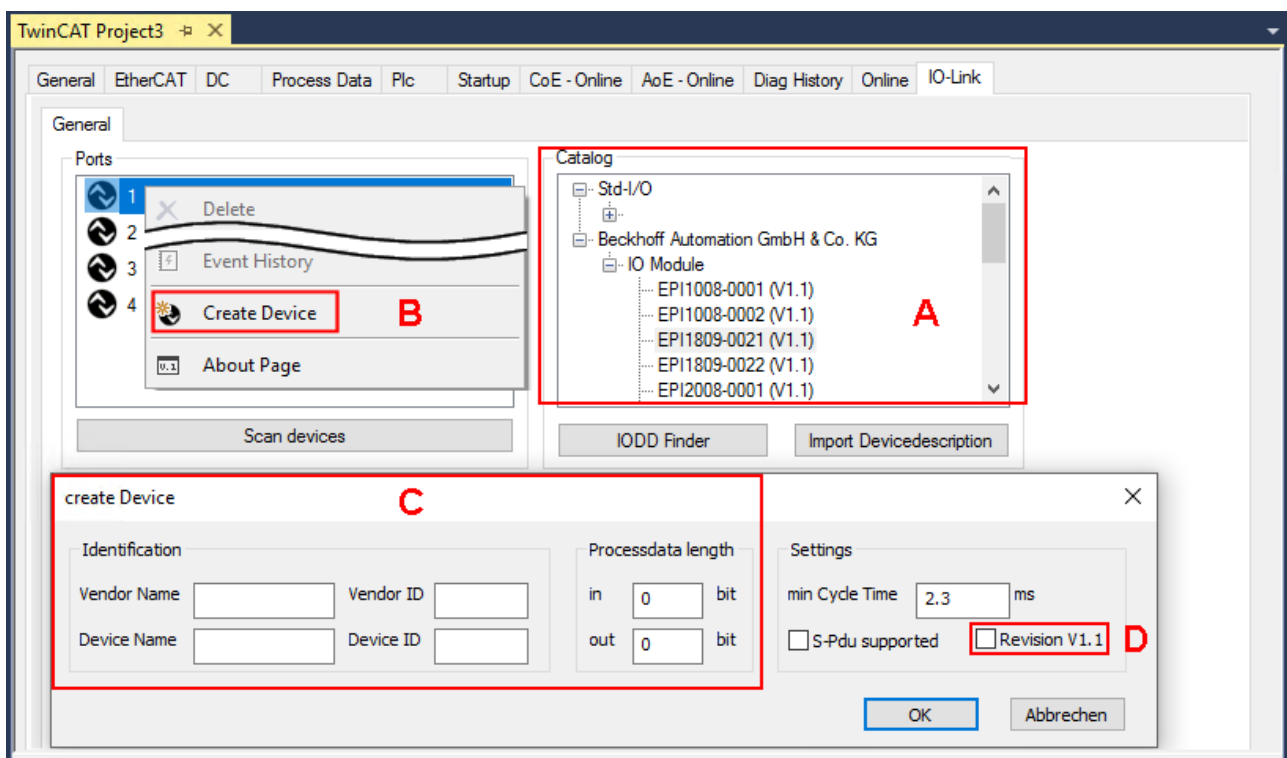 TwinCAT Project3
General EtherCAT DC Process Data Plc Startup CoE - Online AoE - Online Diag History Online IO-Link
General
Ports
1
2
3
4
Delete
Event History
Create Device
B
About Page
Scan devices
Catalog
Std-I/O
Beckhoff Automation GmbH & Co. KG
IO Module
EPI1008-0001 (V1.1)
EPI1008-0002 (V1.1)
EPI1809-0021 (V1.1)
EPI1809-0022 (V1.1)
EPI2008-0001 (V1.1)
A
IODD Finder Import Devicedescription
create Device
C
Identification
Vendor Name Vendor ID
Device Name Device ID
Processdata length
in 0 bit
out 0 bit
Settings
min Cycle Time 2.3 ms
S-Pdu supported Revision V1.1 D
OK Abbrechen